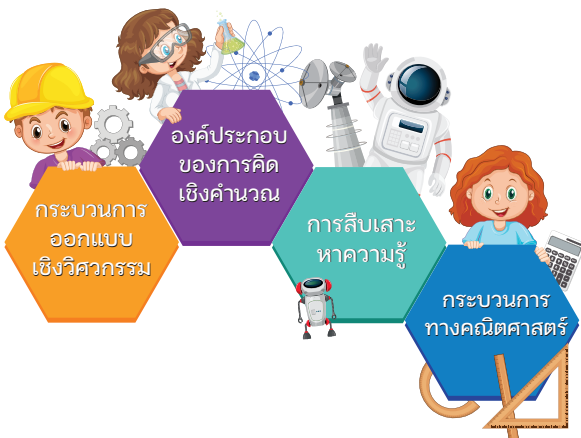 กระบวนการ
ออกแบบ
เชิงวิศวกรรม
องค์ประกอบ
ของการคิด
เชิงคำนวณ
การสืบเสาะ
หาความรู้
กระบวนการ
ทางคณิตศาสตร์